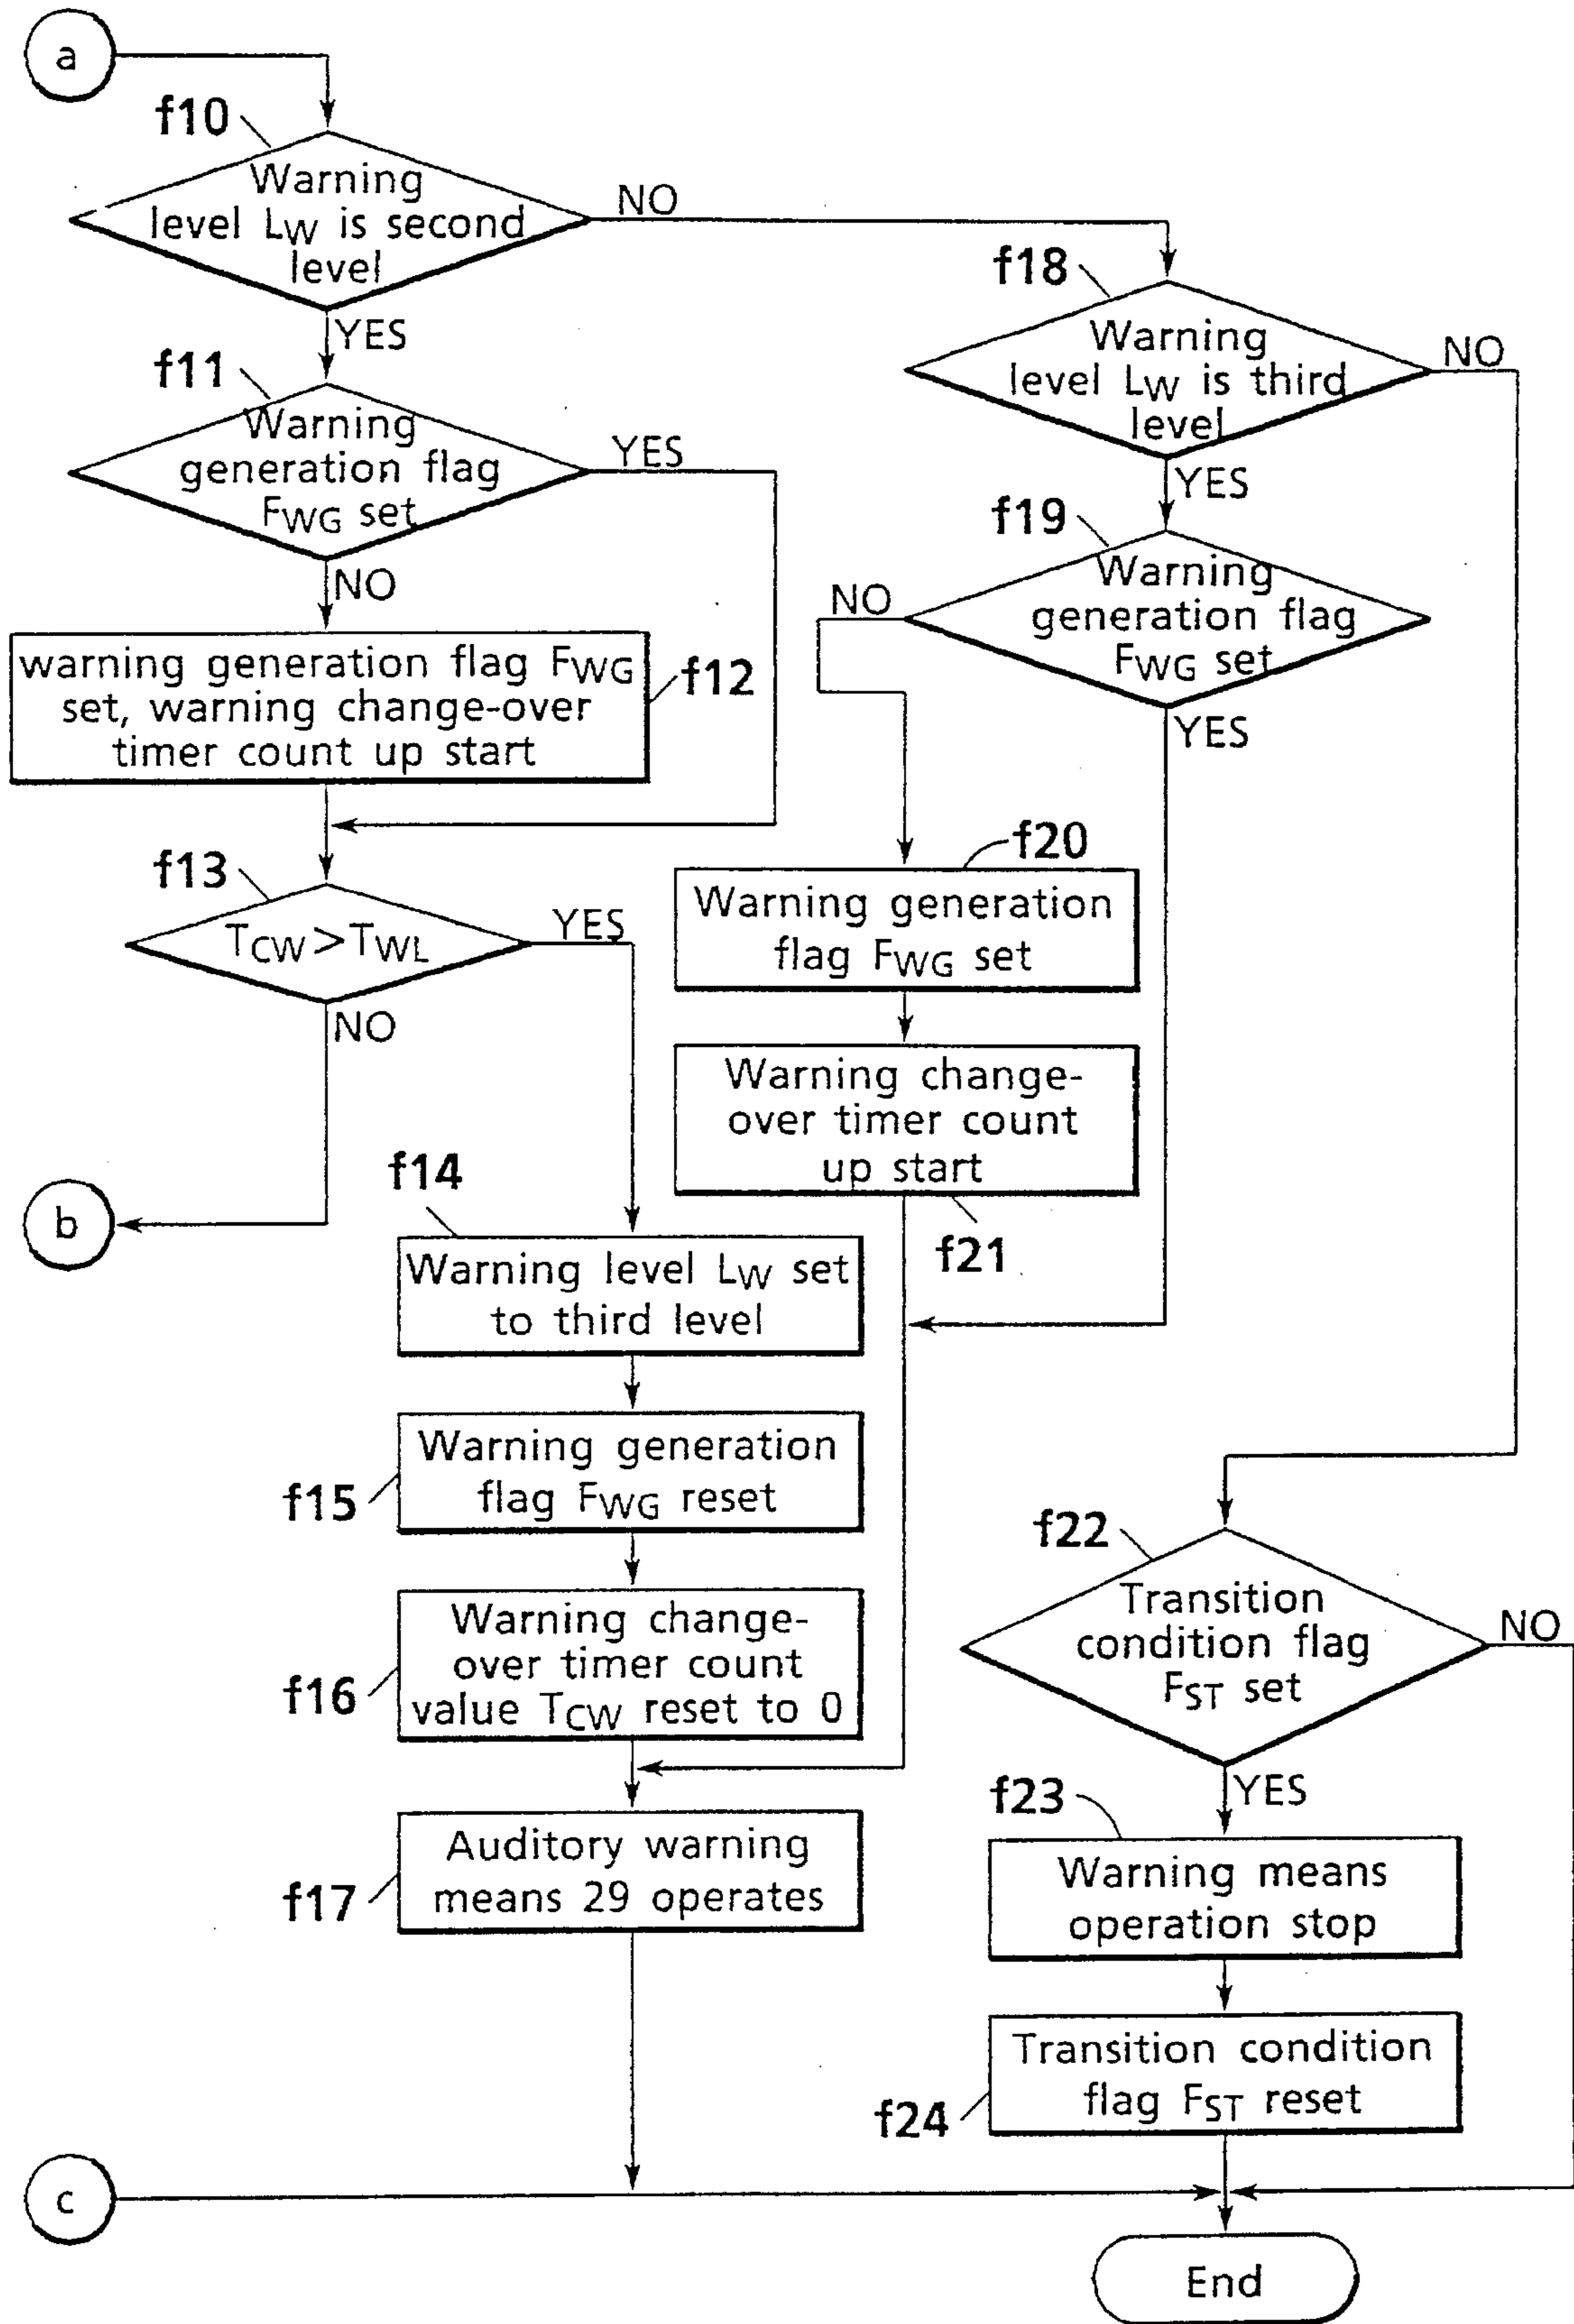 a
f10
Warning
level LW is second
level
NO
YES
f11
Warning
generation flag
FWG set
YES
NO
warning generation flag FWG
set, warning change-over
timer count up start
f12
f13
TCW>TWL
YES
NO
b
f14
Warning level LW set
to third level
Warning generation
flag FWG reset
f15
Warning change-
over timer count
value TCW reset to 0
f16
Auditory warning
means 29 operates
f17
f18
Warning
level LW is third
level
NO
YES
f19
Warning
generation flag
FWG set
NO
YES
f20
Warning generation
flag FWG set
Warning change-
over timer count
up start
f21
f22
Transition
condition flag
FST set
NO
YES
f23
Warning means
operation stop
Transition condition
flag FST reset
f24
c
End